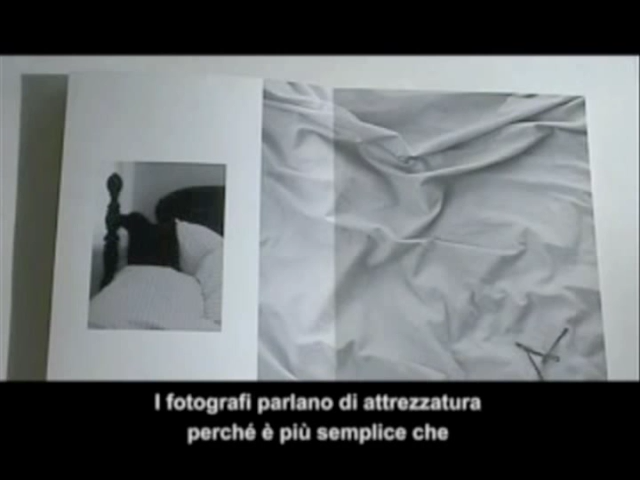 I fotografi parlano di attrezzatura
perché è più semplice che